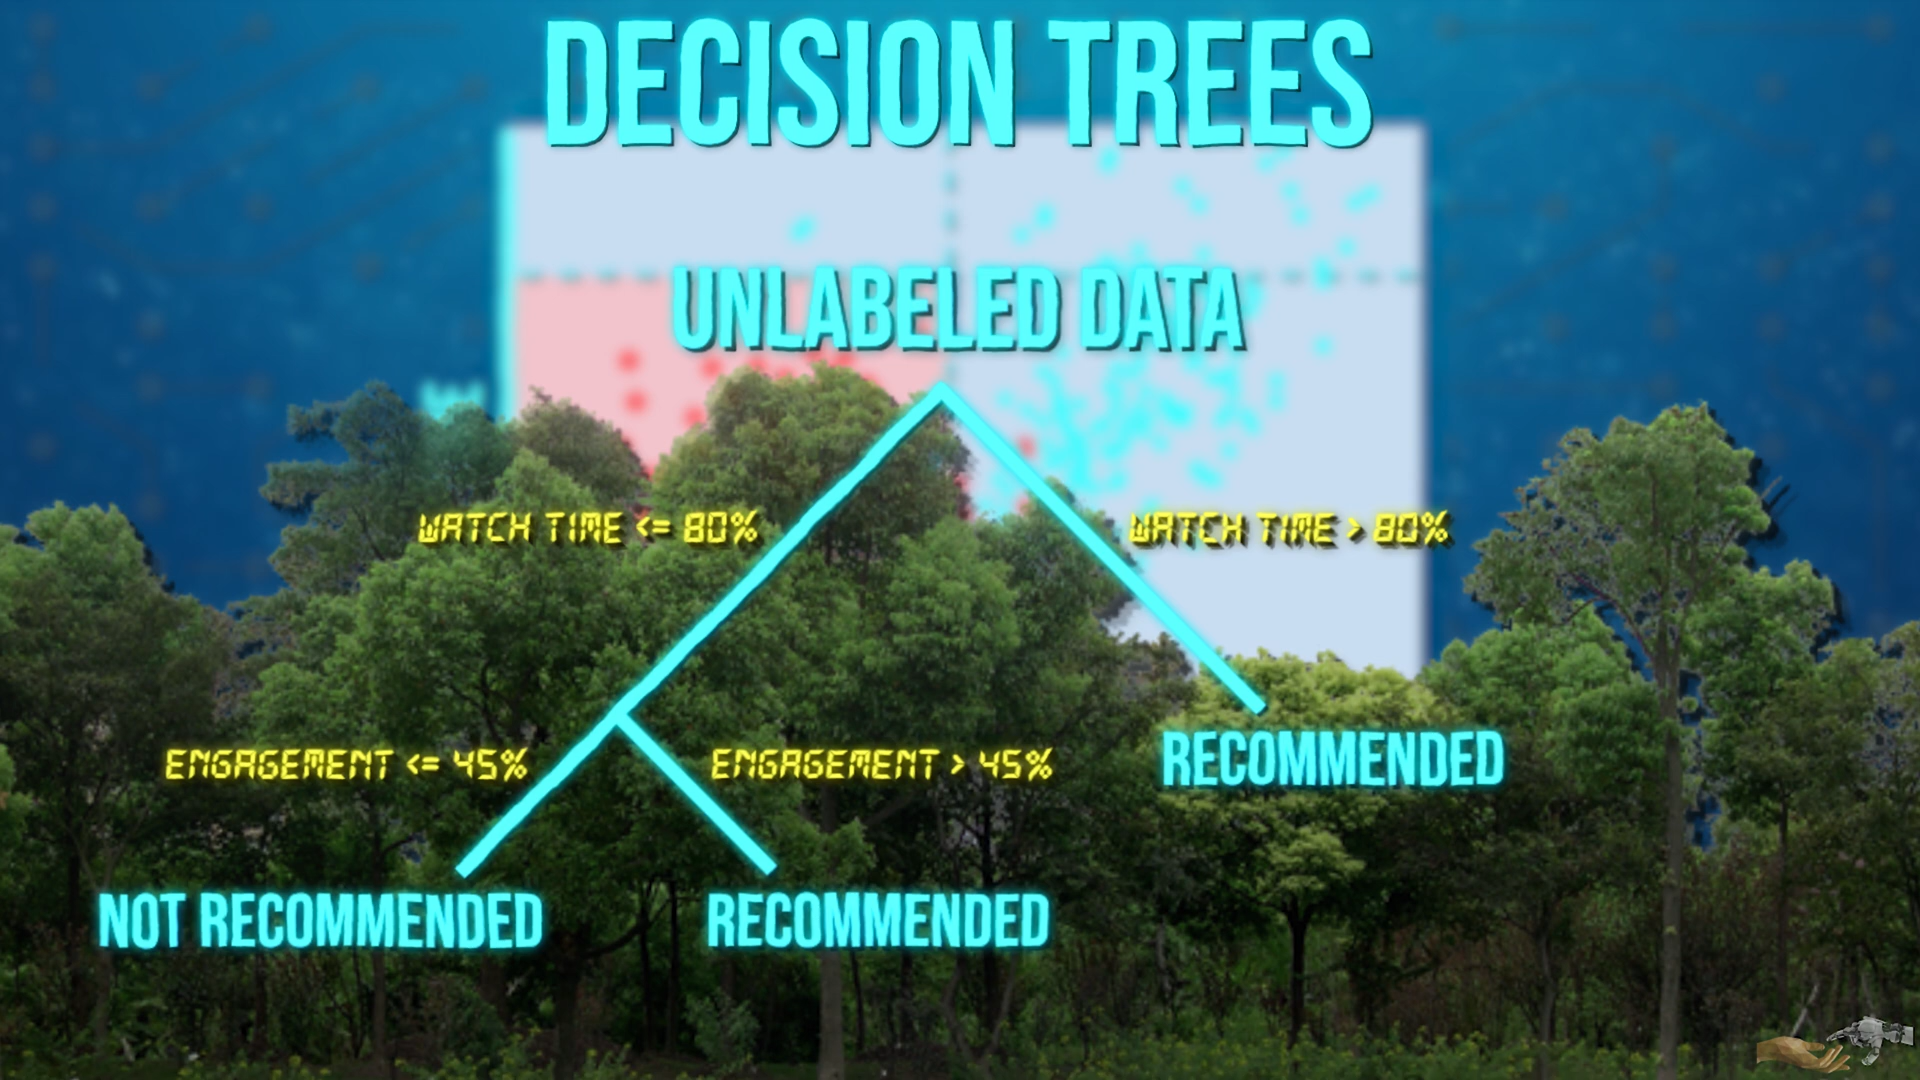 DECISION TREES
UNLABELED DATA
WATCH TIME <= 80%
WATCH TIME > 80%
ENGAGEMENT <= 45%
ENGAGEMENT > 45%
RECOMMENDED
NOT RECOMMENDED
RECOMMENDED